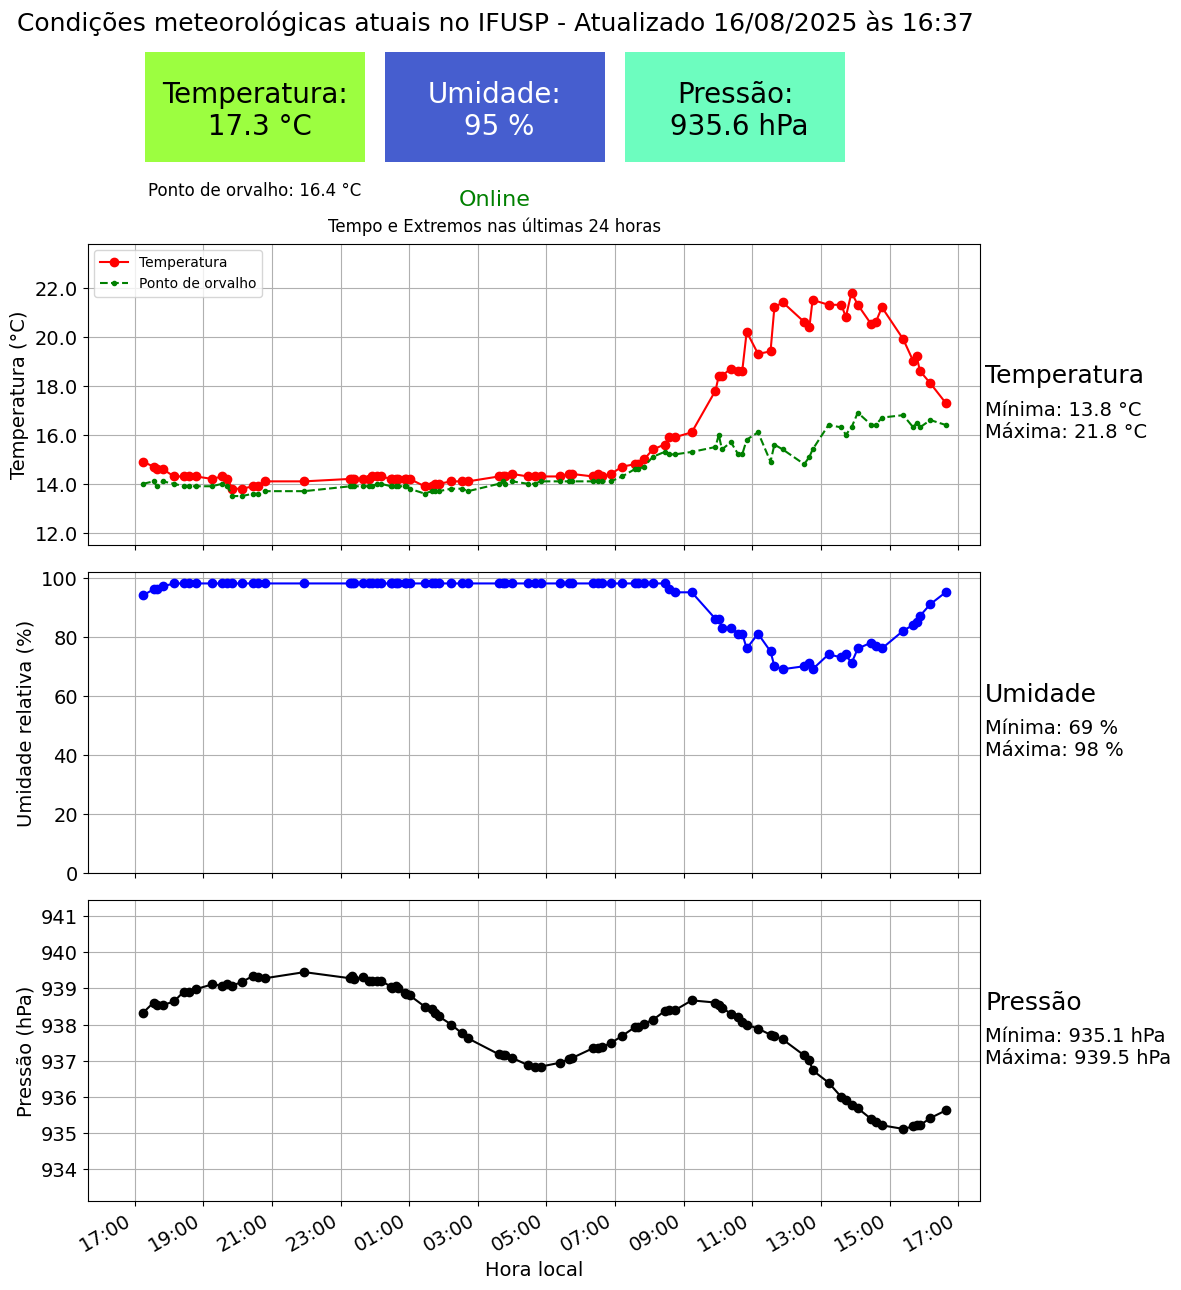 Condições meteorológicas atuais no IFUSP - Atualizado 16/08/2025 às 16:37
Temperatura:
17.3 °C
Umidade:
95 %
Pressão:
935.6 hPa
Ponto de orvalho: 16.4 °C
Online
Tempo e Extremos nas últimas 24 horas
Temperatura
Ponto de orvalho
Temperatura (°C)
22.0
20.0
18.0
16.0
14.0
12.0
Temperatura
Mínima: 13.8 °C
Máxima: 21.8 °C
Umidade relativa (%)
100
80
60
40
20
0
Umidade
Mínima: 69 %
Máxima: 98 %
Pressão (hPa)
941
940
939
938
937
936
935
934
Pressão
Mínima: 935.1 hPa
Máxima: 939.5 hPa
17:00
19:00
21:00
23:00
01:00
03:00
05:00
07:00
09:00
11:00
13:00
15:00
17:00
Hora local